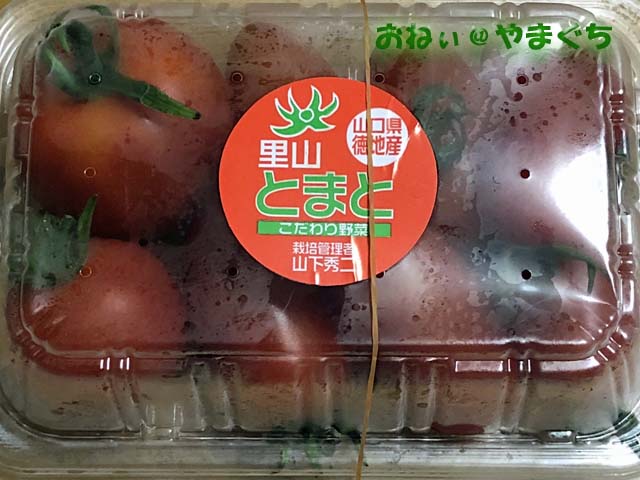 おねぃ@やまぐち
山口県
徳地産
里山
とまと
こだわり野菜
栽培管理者
山下秀二